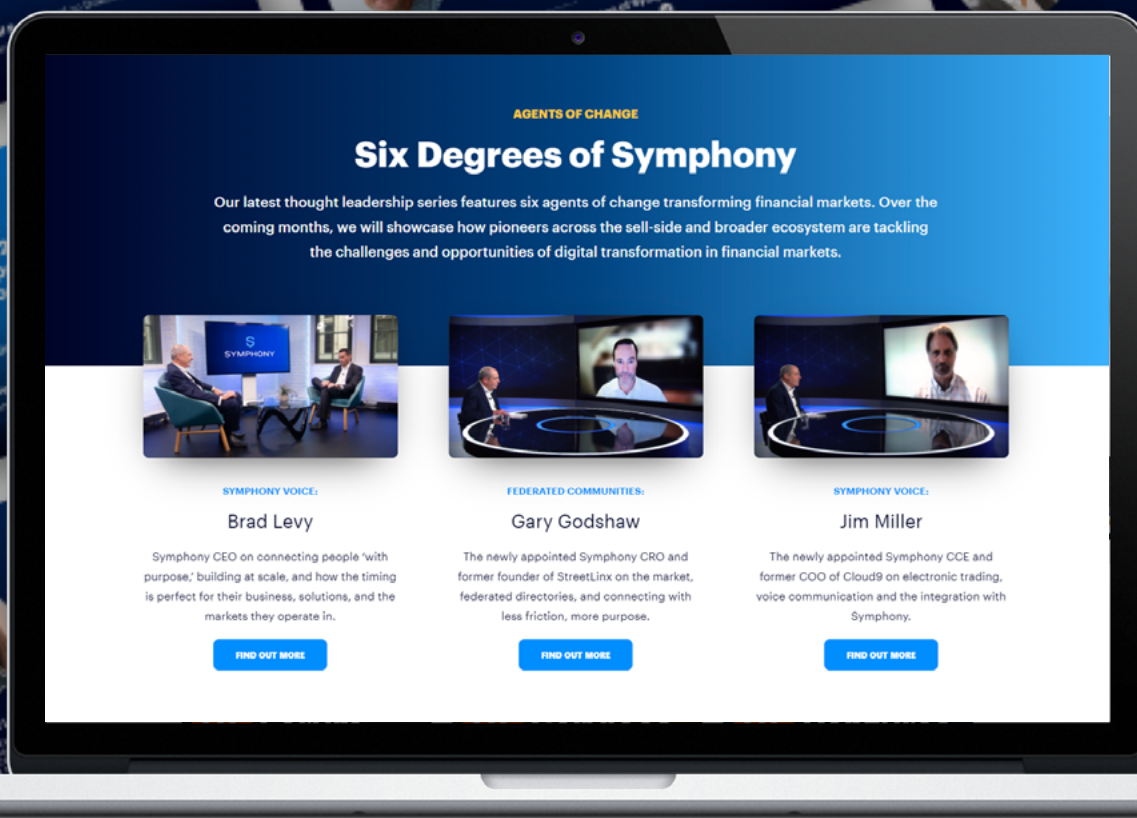 AGENTS OF CHANGE
Six Degrees of Symphony
Our latest thought leadership series features six agents of change transforming financial markets. Over the
coming months, we will showcase how pioneers across the sell-side and broader ecosystem are tackling
the challenges and opportunities of digital transformation in financial markets.
S
SYMPHONY
SYMPHONY VOICE:
Brad Levy
Symphony CEO on connecting people ‘with
purpose,’ building at scale, and how the timing
is perfect for their business, solutions, and the
markets they operate in.
FIND OUT MORE
FEDERATED COMMUNITIES:
Gary Godshaw
The newly appointed Symphony CRO and
former founder of StreetLinx on the market,
federated directories, and connecting with
less friction, more purpose.
FIND OUT MORE
SYMPHONY VOICE:
Jim Miller
The newly appointed Symphony CCE and
former COO of Cloud9 on electronic trading,
voice communication and the integration with
Symphony.
FIND OUT MORE